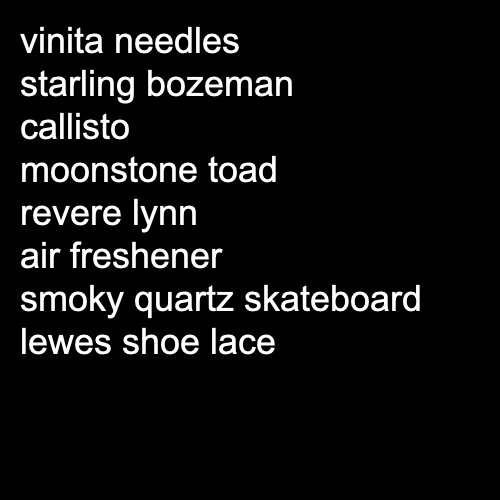 vinita needles
starling bozeman
callisto
moonstone toad
revere lynn
air freshener
smoky quartz skateboard
lewes shoe lace